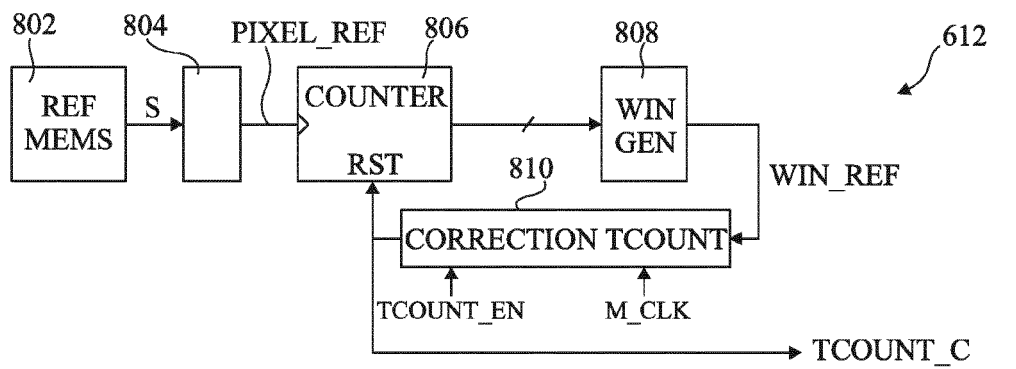 802
804
PIXEL_REF
806
808
612
REF
MEMS
S
COUNTER
RST
WIN
GEN
WIN_REF
810
CORRECTION TCOUNT
TCOUNT_EN
M_CLK
TCOUNT_C